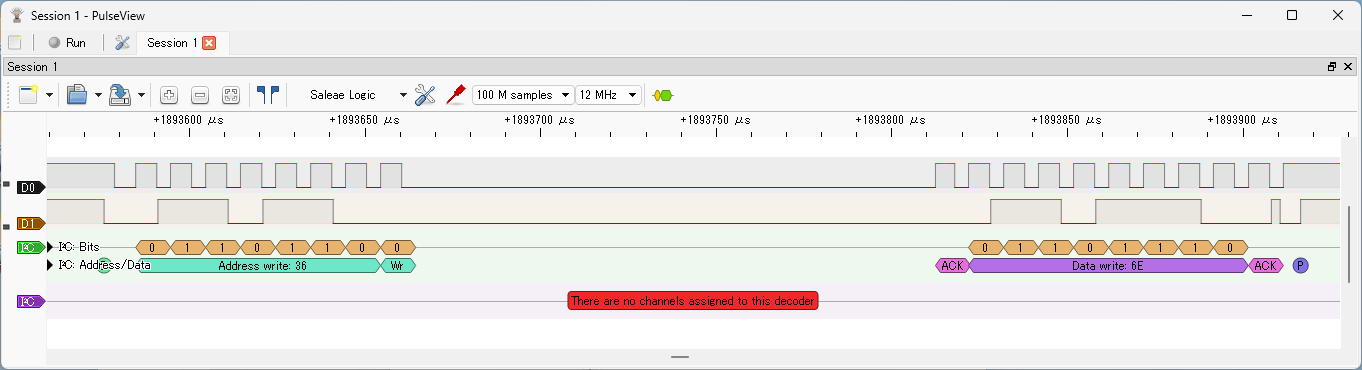 Session 1 - PulseView
Run
Session 1
Session 1
Saleae Logic
100 M samples
12 MHz
+1893600 µs +1893650 µs +1893700 µs +1893750 µs +1893800 µs +1893850 µs +1893900 µs
D0
D1
I²C I²C: Bits 0 1 1 0 1 1 0 0 0 1 1 0 1 1 1 0
I²C: Address/Data Address write: 36 Wr ACK Data write: 6E ACK P
I²C There are no channels assigned to this decoder